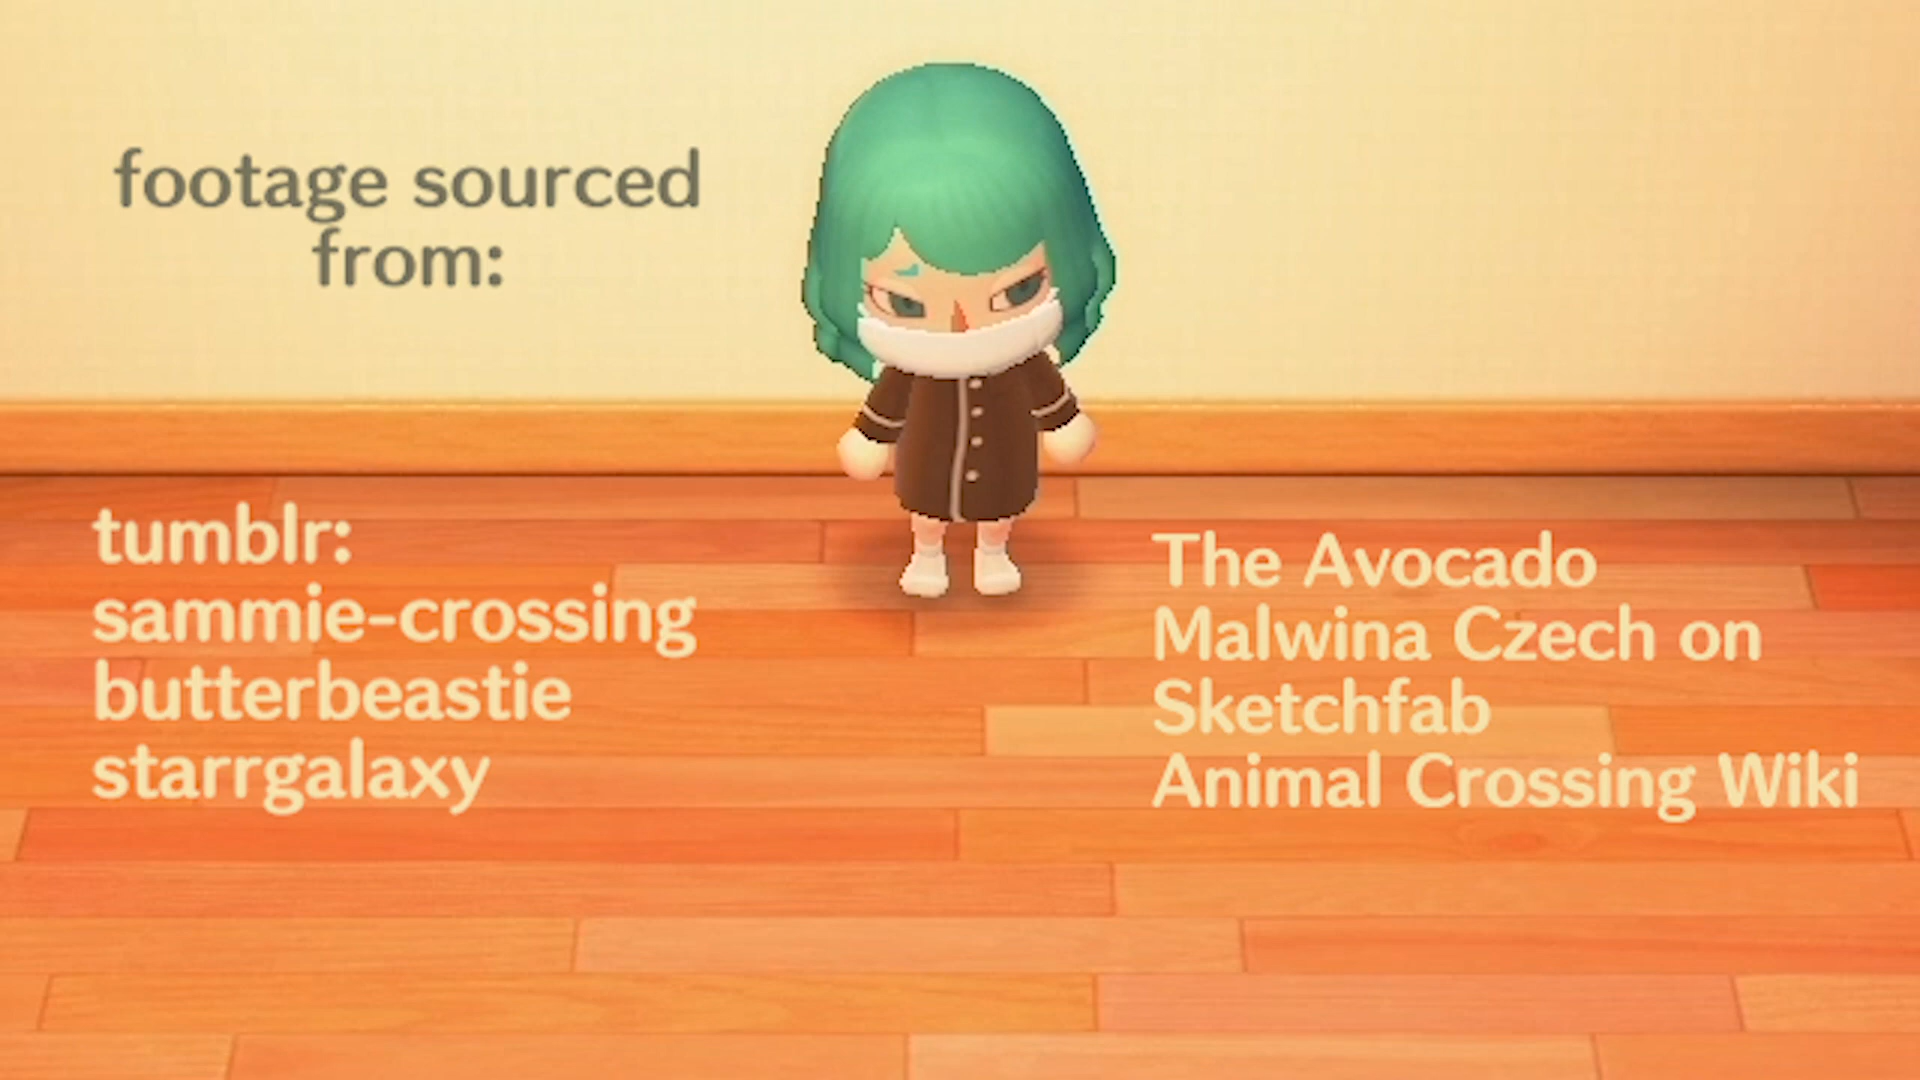 footage sourced
from:
tumblr:
sammie-crossing
butterbeastie
starrgalaxy
The Avocado
Malwina Czech on
Sketchfab
Animal Crossing Wiki